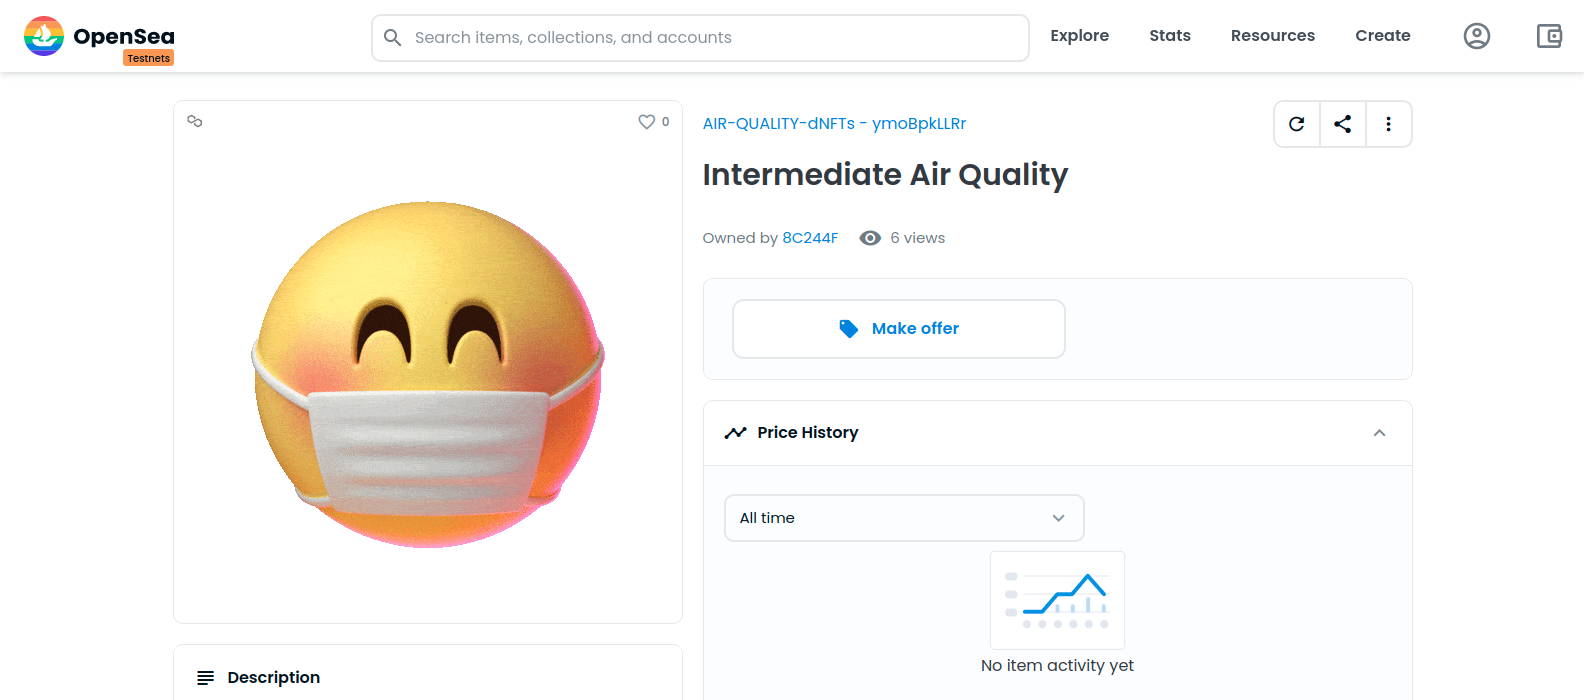 OpenSea
Testnets
Search items, collections, and accounts
Explore
Stats
Resources
Create
0
AIR-QUALITY-dNFTs - ymoBpkLLRr
Intermediate Air Quality
Owned by 8C244F
6 views
Make offer
Price History
All time
No item activity yet
Description